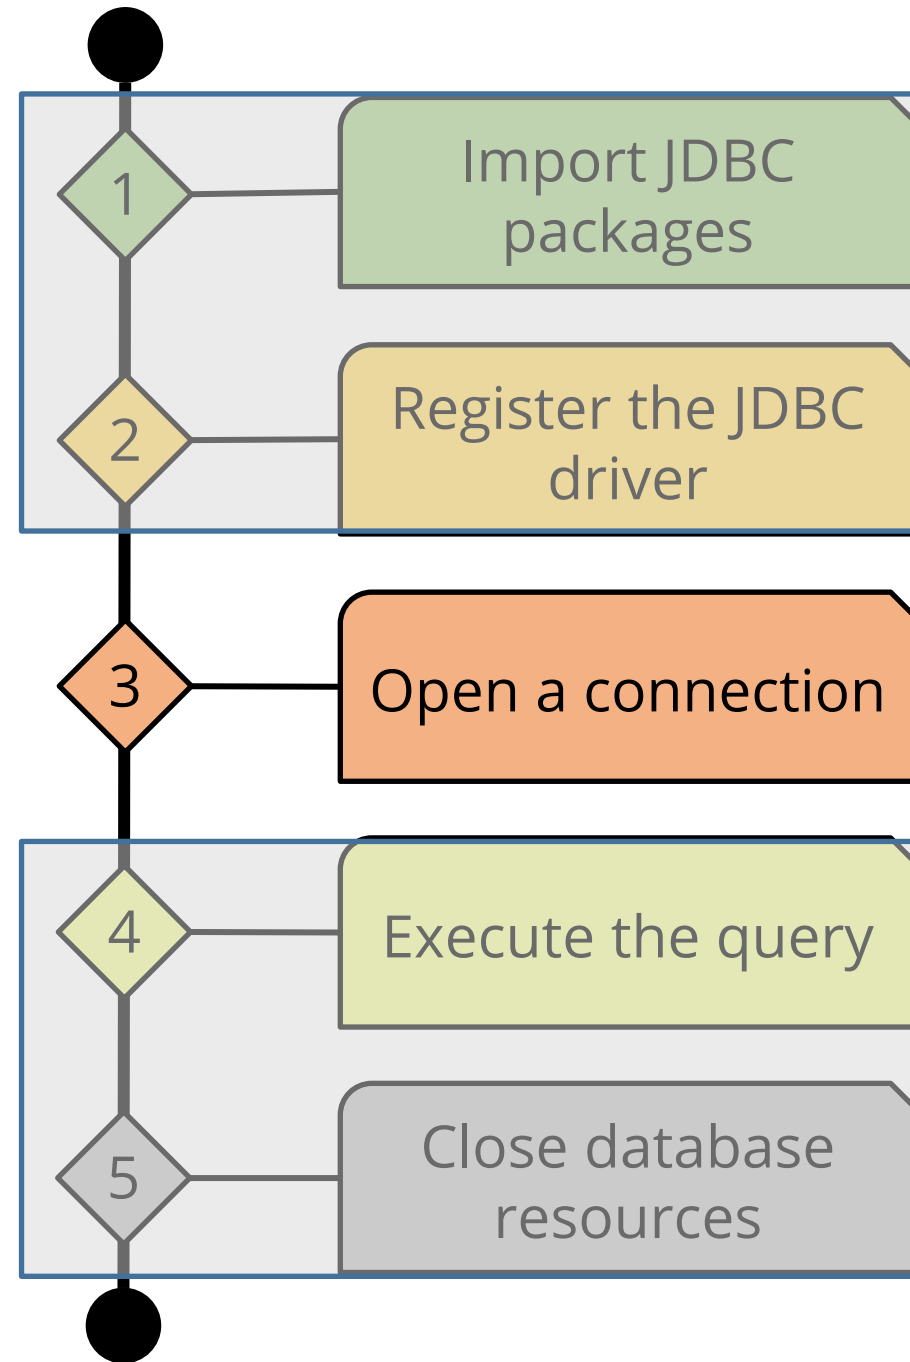 1
Import JDBC
packages
2
Register the JDBC
driver
3
Open a connection
4
Execute the query
5
Close database
resources